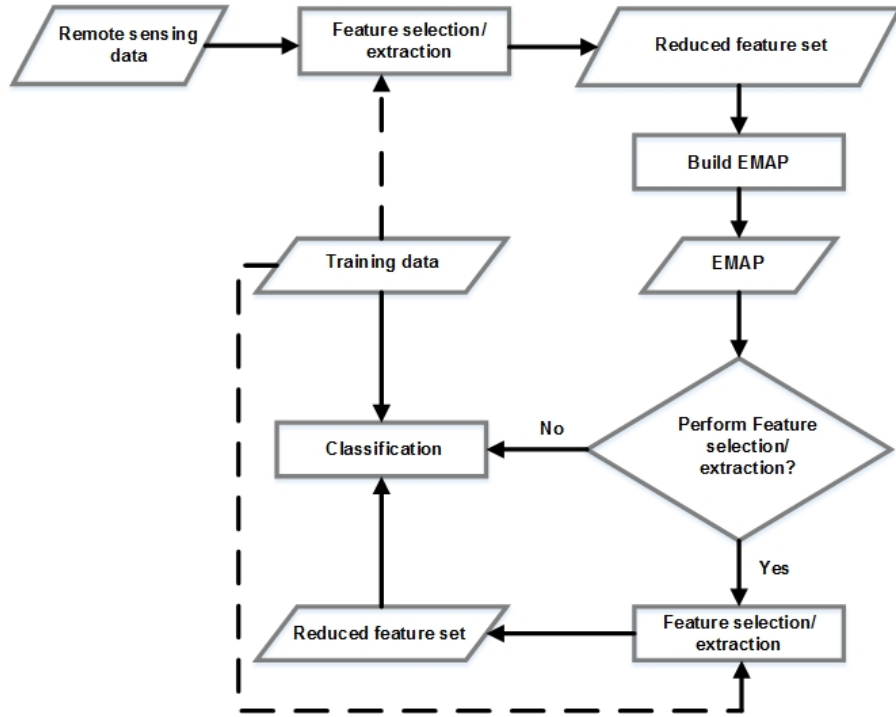 Remote sensing
data
Feature selection/
extraction
Reduced feature set
Build EMAP
Training data
EMAP
Perform Feature
selection/
extraction?
No
Classification
Yes
Reduced feature set
Feature selection/
extraction